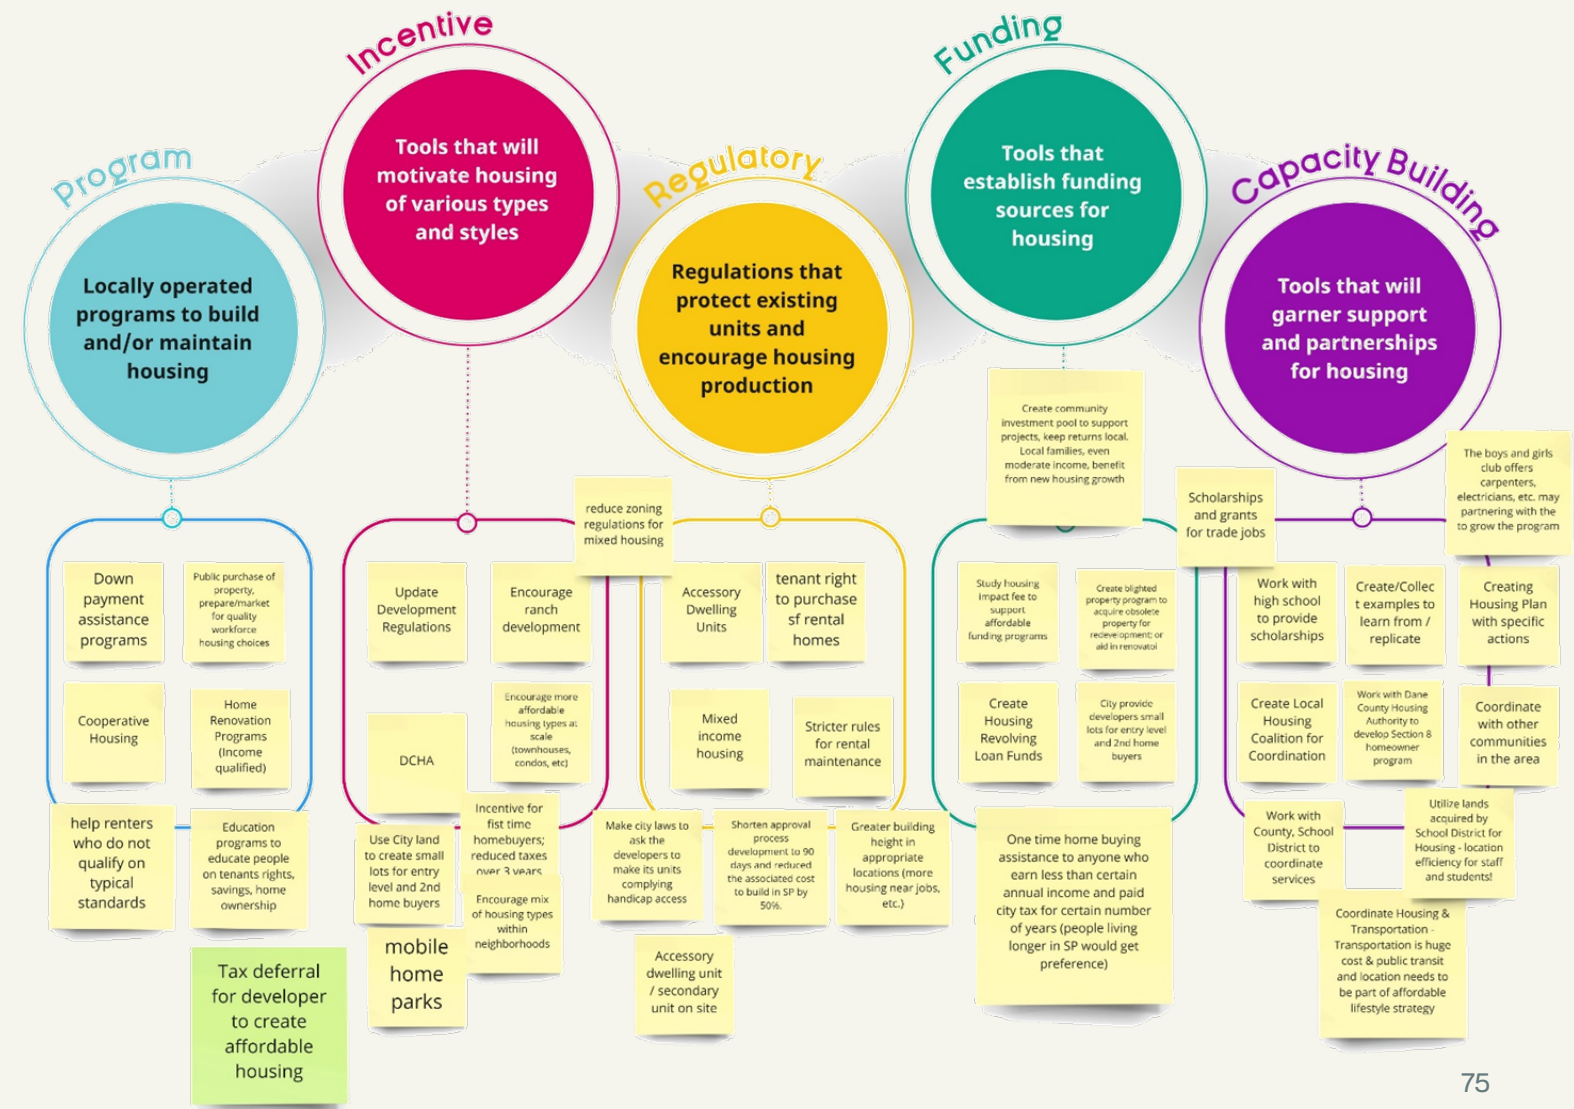 Program
Locally operated
programs to build
and/or maintain
housing
Down
payment
assistance
programs
Public purchase of
property,
prepare/market
for quality
workforce
housing choices
Cooperative
Housing
Home
Renovation
Programs
(Income
qualified)
help renters
who do not
qualify on
typical
standards
Education
programs to
educate people
on tenants rights,
savings, home
ownership
Tax deferral
for developer
to create
affordable
housing
Incentive
Tools that will
motivate housing
of various types
and styles
Update
Development
Regulations
Encourage
ranch
development
reduce zoning
regulations for
mixed housing
DCHA
Encourage more
affordable
housing types at
scale
(townhouses,
condos, etc)
Use City land
to create small
lots for entry
level and 2nd
home buyers
Incentive for
fist time
homebuyers;
reduced taxes
over 3 years
Encourage mix
of housing types
within
neighborhoods
mobile
home
parks
Regulatory
Regulations that
protect existing
units and
encourage housing
production
Accessory
Dwelling
Units
tenant right
to purchase
sf rental
homes
Mixed
income
housing
Stricter rules
for rental
maintenance
Make city laws to
ask the
developers to
make its units
complying
handicap access
Shorten approval
process
development to 90
days and reduced
the associated cost
to build in SP by
50%.
Greater building
height in
appropriate
locations (more
housing near jobs,
etc.)
Accessory
dwelling unit
/ secondary
unit on site
Funding
Tools that
establish funding
sources for
housing
Create community
investment pool to support
projects, keep returns local.
Local families, even
moderate income, benefit
from new housing growth
Study housing
impact fee to
support
affordable
funding programs
Create blighted
property program to
acquire obsolete
property for
redevelopment; or
aid in renovatoi
Create
Housing
Revolving
Loan Funds
City provide
developers small
lots for entry level
and 2nd home
buyers
One time home buying
assistance to anyone who
earn less than certain
annual income and paid
city tax for certain number
of years (people living
longer in SP would get
preference)
Capacity Building
Tools that will
garner support
and partnerships
for housing
Scholarships
and grants
for trade jobs
The boys and girls
club offers
carpenters,
electricians, etc. may
partnering with the
to grow the program
Work with
high school
to provide
scholarships
Create/Collec
t examples to
learn from /
replicate
Creating
Housing Plan
with specific
actions
Create Local
Housing
Coalition for
Coordination
Work with Dane
County Housing
Authority to
develop Section 8
homeowner
program
Coordinate
with other
communities
in the area
Work with
County, School
District to
coordinate
services
Utilize lands
acquired by
School District for
Housing - location
efficiency for staff
and students!
Coordinate Housing &
Transportation -
Transportation is huge
cost & public transit
and location needs to
be part of affordable
lifestyle strategy
75